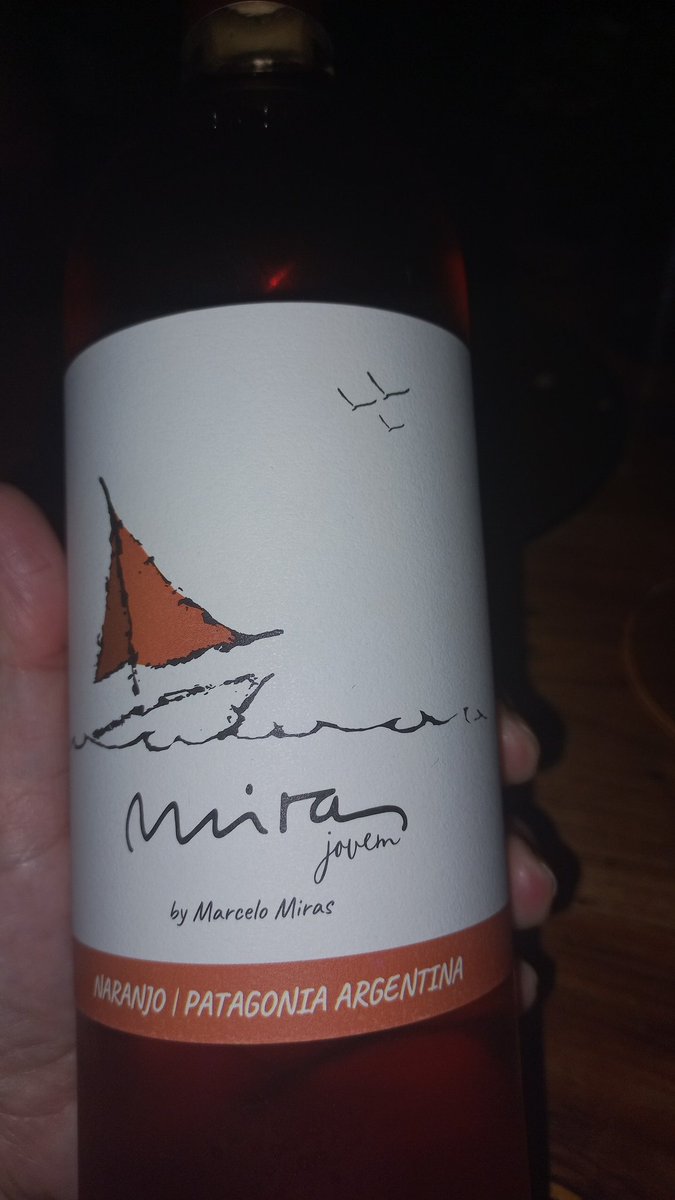 miras
jovem
by Marcelo Miras
NARANJO | PATAGONIA ARGENTINA